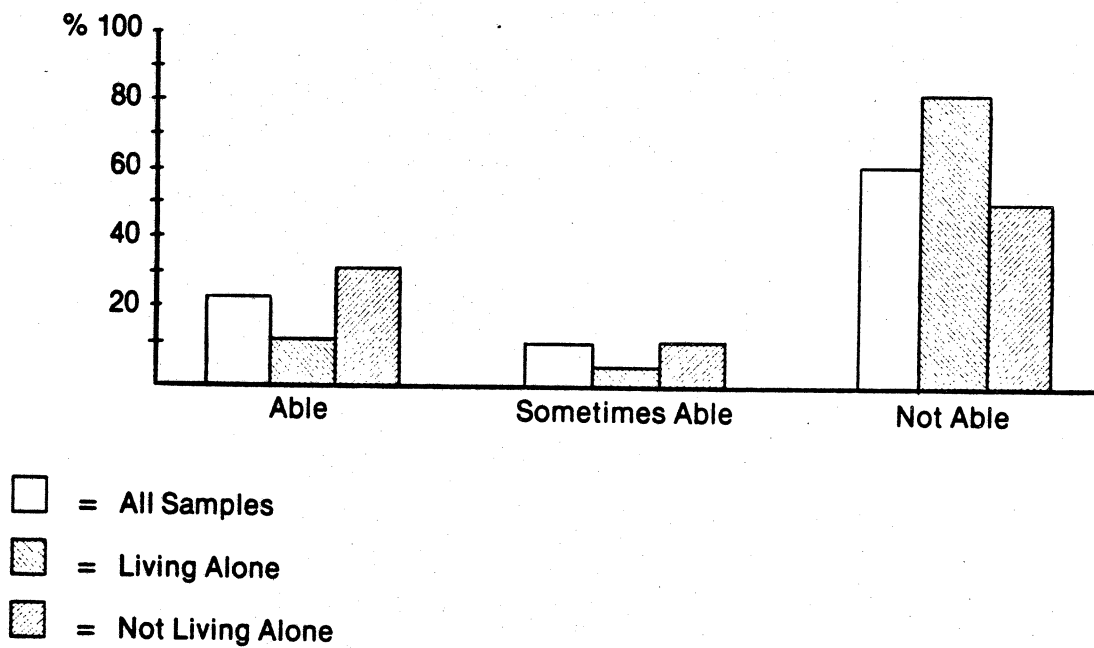 % 100
80
60
40
20
Able Sometimes Able Not Able
= All Samples
= Living Alone
= Not Living Alone